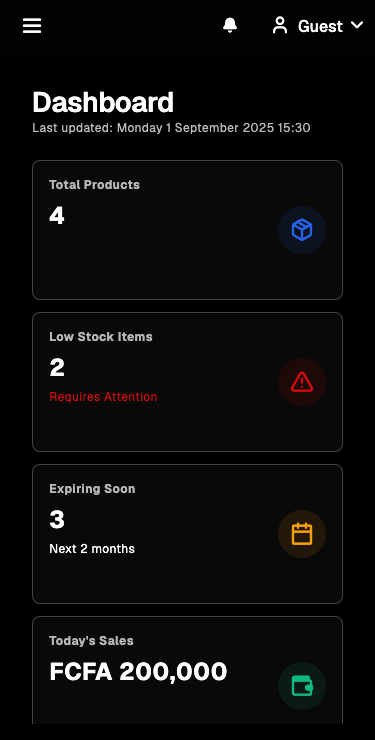 Guest
Dashboard
Last updated: Monday 1 September 2025 15:30
Total Products
4
Low Stock Items
2
Requires Attention
Expiring Soon
3
Next 2 months
Today's Sales
FCFA 200,000